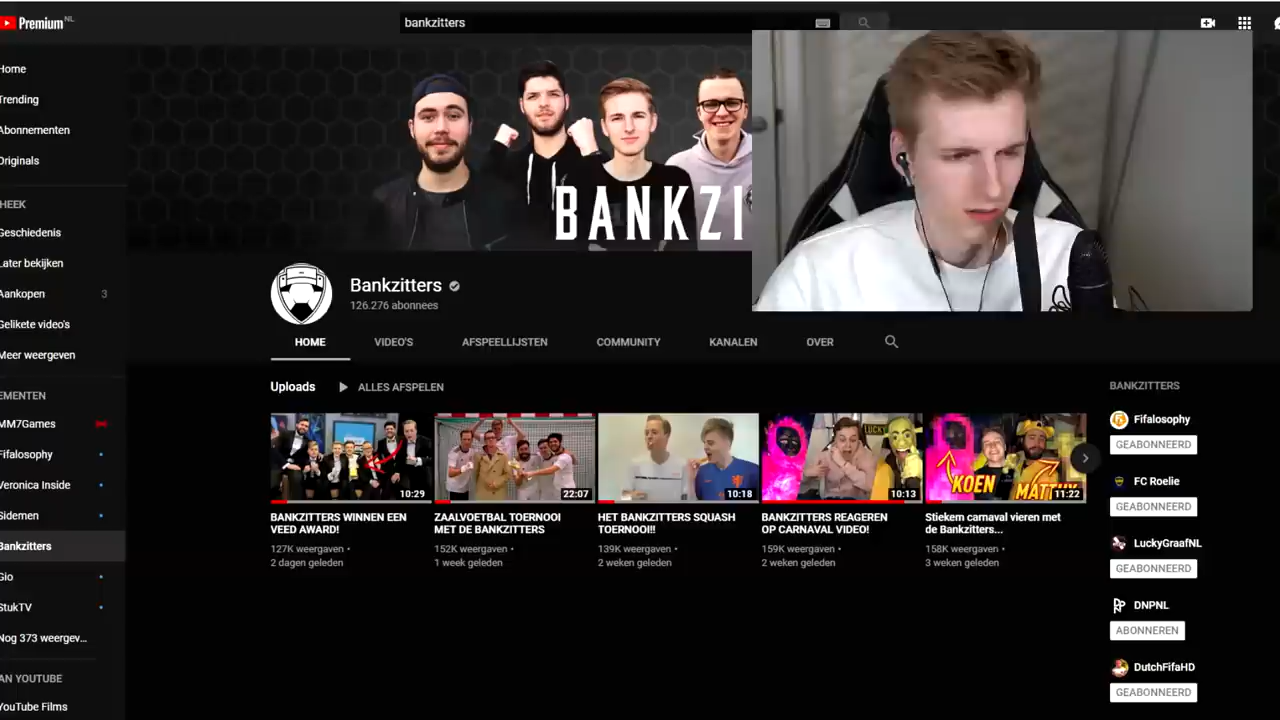 Premium NL
bankzitters
Home
Trending
Abonnementen
Originals
HEEK
Geschiedenis
Later bekijken
Aankopen 3
Gelikete video's
Meer weergeven
EMENTEN
MM7Games
Fifalosophy
Veronica Inside
Sidemen
Bankzitters
Gio
StukTV
Nog 373 weergev...
AN YOUTUBE
YouTube Films
BANKZI
Bankzitters
126.276 abonnees
HOME VIDEO'S AFSPEELLIJSTEN COMMUNITY KANALEN OVER
Uploads ALLES AFSPELEN
10:29
BANKZITTERS WINNEN EEN
VEED AWARD!
127K weergaven •
2 dagen geleden
22:07
ZAALVOETBAL TOERNOOI
MET DE BANKZITTERS
152K weergaven •
1 week geleden
10:18
HET BANKZITTERS SQUASH
TOERNOOI!!
139K weergaven •
2 weken geleden
LUCKY
10:13
BANKZITTERS REAGEREN
OP CARNAVAL VIDEO!
159K weergaven •
2 weken geleden
KOEN
MATTHY
11:22
Stiekem carnaval vieren met
de Bankzitters...
158K weergaven •
3 weken geleden
BANKZITTERS
Fifalosophy
GEABONNEERD
FC Roelie
GEABONNEERD
LuckyGraafNL
GEABONNEERD
DNPNL
ABONNEREN
DutchFifaHD
GEABONNEERD